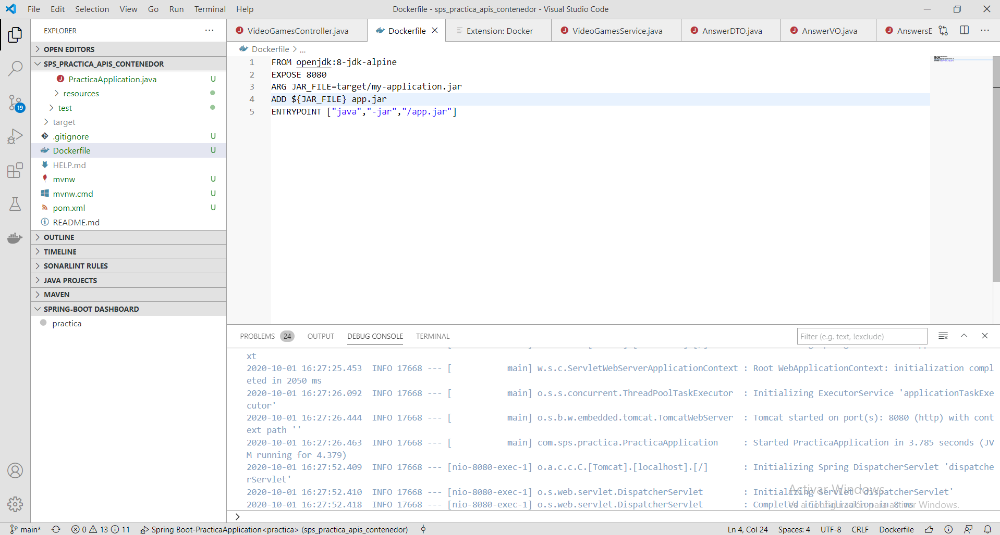 File Edit Selection View Go Run Terminal Help Dockerfile - sps_practica_apis_contenedor - Visual Studio Code
EXPLORER ...
VideoGamesController.java Dockerfile Extension: Docker VideoGamesService.java AnswerDTO.java AnswerVO.java AnswersE
OPEN EDITORS
SPS_PRACTICA_APIS_CONTENEDOR
PracticaApplication.java U
resources
test
target
.gitignore U
Dockerfile U
HELP.md
mvnw U
mvnw.cmd U
pom.xml U
README.md
OUTLINE
TIMELINE
SONARLINT RULES
JAVA PROJECTS
MAVEN
SPRING-BOOT DASHBOARD
practica
19
Dockerfile > ...
1 FROM openjdk:8-jdk-alpine
2 EXPOSE 8080
3 ARG JAR_FILE=target/my-application.jar
4 ADD ${JAR_FILE} app.jar
5 ENTRYPOINT ["java","-jar","/app.jar"]
PROBLEMS 24 OUTPUT DEBUG CONSOLE TERMINAL Filter (e.g. text, !exclude)
xt
2020-10-01 16:27:25.453  INFO 17668 --- [           main] w.s.c.ServletWebServerApplicationContext : Root WebApplicationContext: initialization compl
eted in 2050 ms
2020-10-01 16:27:26.092  INFO 17668 --- [           main] o.s.s.concurrent.ThreadPoolTaskExecutor  : Initializing ExecutorService 'applicationTaskExe
cutor'
2020-10-01 16:27:26.444  INFO 17668 --- [           main] o.s.b.w.embedded.tomcat.TomcatWebServer  : Tomcat started on port(s): 8080 (http) with cont
ext path ''
2020-10-01 16:27:26.463  INFO 17668 --- [           main] com.sps.practica.PracticaApplication     : Started PracticaApplication in 3.785 seconds (JV
M running for 4.379)
2020-10-01 16:27:52.409  INFO 17668 --- [nio-8080-exec-1] o.a.c.c.C.[Tomcat].[localhost].[/]       : Initializing Spring DispatcherServlet 'dispatche
rServlet'
2020-10-01 16:27:52.410  INFO 17668 --- [nio-8080-exec-1] o.s.web.servlet.DispatcherServlet        : Initializing Servlet 'dispatcherServlet'
2020-10-01 16:27:52.418  INFO 17668 --- [nio-8080-exec-1] o.s.web.servlet.DispatcherServlet        : Completed initialization in 8 ms
Activar Windows
Ve a Configuración para activar Windows.
>
main* 0 13 11 Spring Boot-PracticaApplication<practica> (sps_practica_apis_contenedor) Ln 4, Col 24 Spaces: 4 UTF-8 CRLF Dockerfile